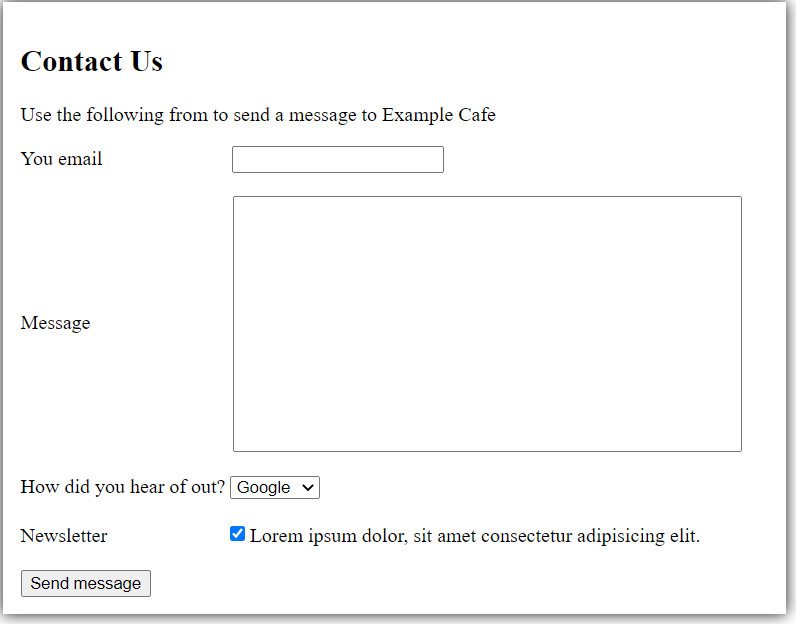 Contact Us
Use the following from to send a message to Example Cafe
You email
Message
How did you hear of out? Google
Newsletter Lorem ipsum dolor, sit amet consectetur adipisicing elit.
Send message